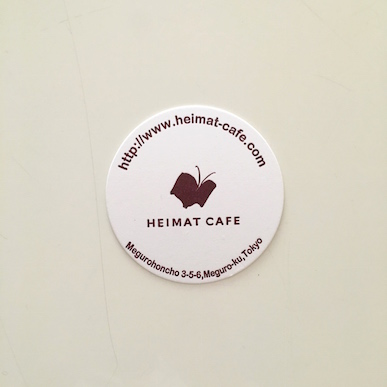 http://www.heimat-cafe.com
HEIMAT CAFE
Megurohoncho 3-5-6,Meguro-ku,Tokyo